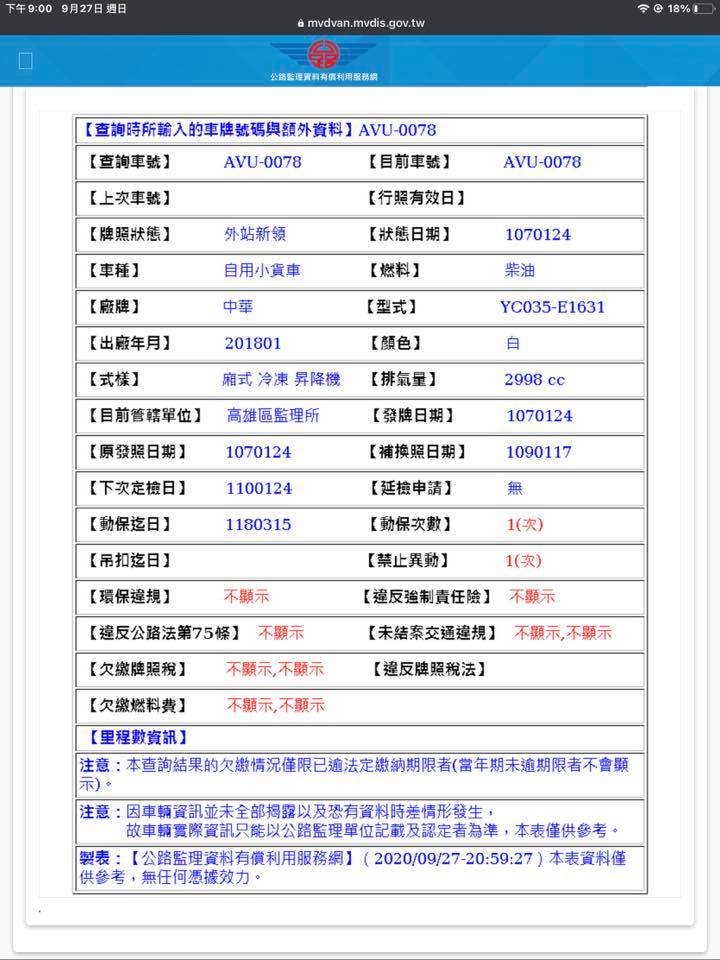 下午9:00 9月27日 週日 18%
mvdvan.mvdis.gov.tw
公路監理資料有償利用服務網
【查詢時所輸入的車牌號碼與額外資料】AVU-0078
【查詢車號】 AVU-0078 【目前車號】 AVU-0078
【上次車號】 【行照有效日】
【牌照狀態】 外站新領 【狀態日期】 1070124
【車種】 自用小貨車 【燃料】 柴油
【廠牌】 中華 【型式】 YC035-E1631
【出廠年月】 201801 【顏色】 白
【式樣】 廂式 冷凍 昇降機 【排氣量】 2998 cc
【目前管轄單位】 高雄區監理所 【發牌日期】 1070124
【原發照日期】 1070124 【補換照日期】 1090117
【下次定檢日】 1100124 【延檢申請】 無
【動保迄日】 1180315 【動保次數】 1(次)
【吊扣迄日】 【禁止異動】 1(次)
【環保違規】 不顯示 【違反強制責任險】 不顯示
【違反公路法第75條】 不顯示 【未結案交通違規】 不顯示,不顯示
【欠繳牌照稅】 不顯示,不顯示 【違反牌照稅法】
【欠繳燃料費】 不顯示,不顯示
【里程數資訊】
注意：本查詢結果的欠繳情況僅限已逾法定繳納期限者(當年期未逾期限者不會顯
示)。
注意：因車輛資訊並未全部揭露以及恐有資料時差情形發生，
故車輛實際資訊只能以公路監理單位記載及認定者為準，本表僅供參考。
製表：【公路監理資料有償利用服務網】（2020/09/27-20:59:27）本表資料僅
供參考，無任何憑據效力。